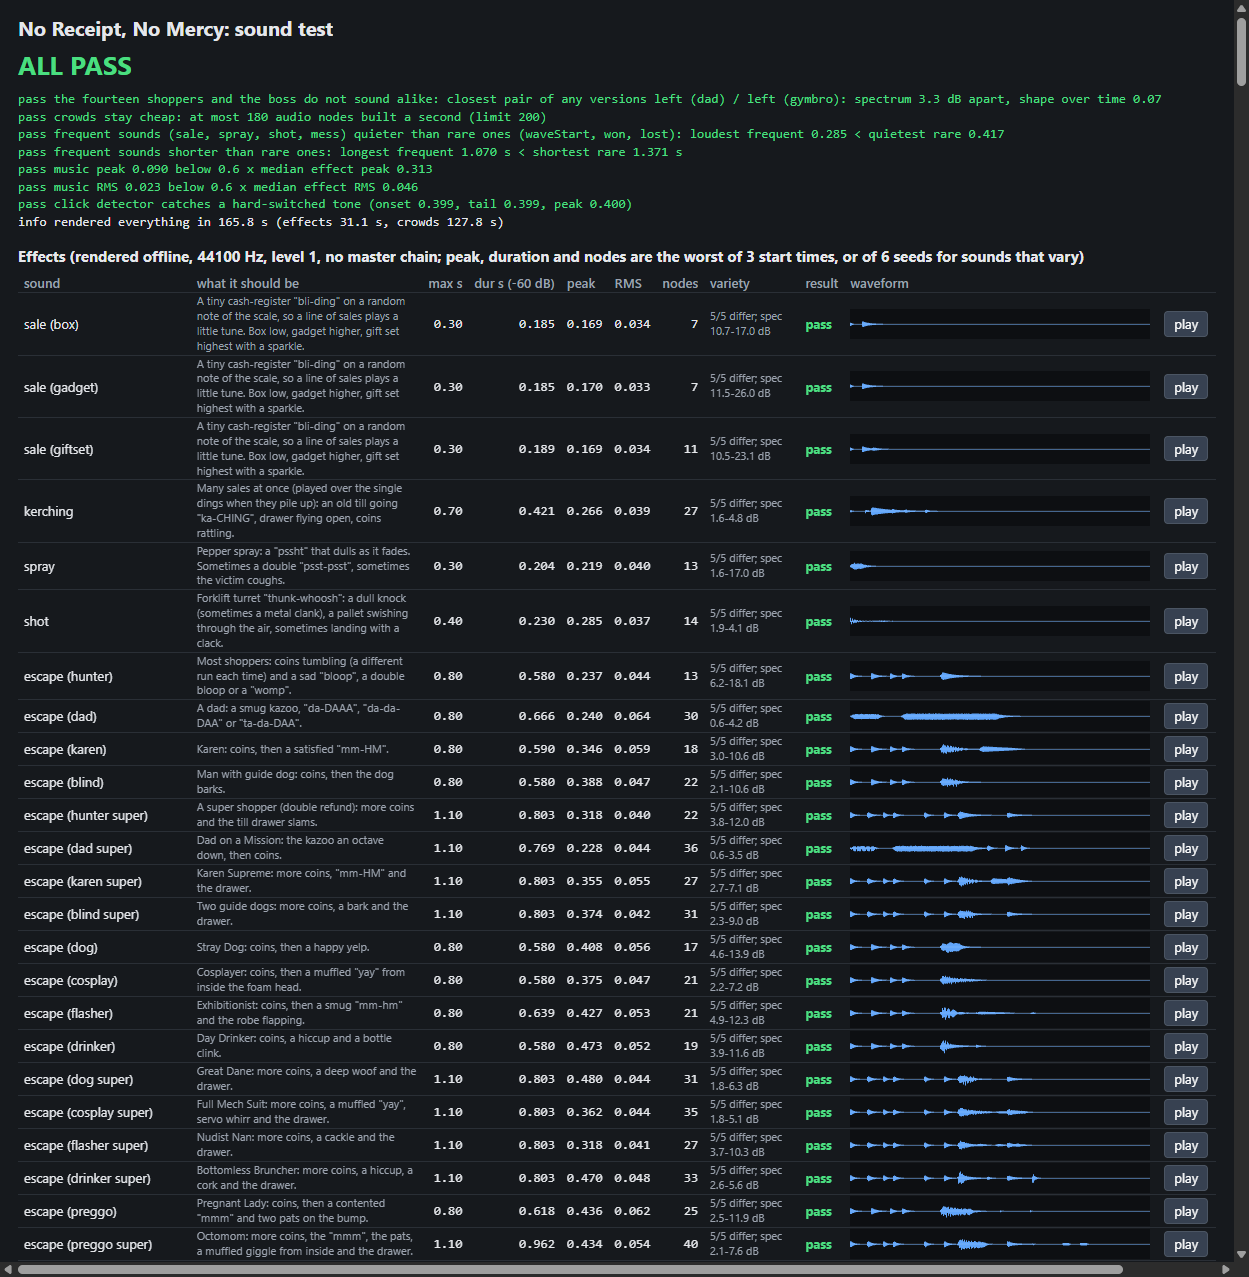 No Receipt, No Mercy: sound test
ALL PASS
pass the fourteen shoppers and the boss do not sound alike: closest pair of any versions left (dad) / left (gymbro): spectrum 3.3 dB apart, shape over time 0.07
pass crowds stay cheap: at most 180 audio nodes built a second (limit 200)
pass frequent sounds (sale, spray, shot, mess) quieter than rare ones (waveStart, won, lost): loudest frequent 0.285 < quietest rare 0.417
pass frequent sounds shorter than rare ones: longest frequent 1.070 s < shortest rare 1.371 s
pass music peak 0.090 below 0.6 x median effect peak 0.313
pass music RMS 0.023 below 0.6 x median effect RMS 0.046
pass click detector catches a hard-switched tone (onset 0.399, tail 0.399, peak 0.400)
info rendered everything in 165.8 s (effects 31.1 s, crowds 127.8 s)
Effects (rendered offline, 44100 Hz, level 1, no master chain; peak, duration and nodes are the worst of 3 start times, or of 6 seeds for sounds that vary)
sound what it should be max s dur s (-60 dB) peak RMS nodes variety result waveform
A tiny cash-register "bli-ding" on a random
note of the scale, so a line of sales plays a
little tune. Box low, gadget higher, gift set
highest with a sparkle.
sale (box) 0.30 0.185 0.169 0.034 7 5/5 differ; spec
10.7-17.0 dB pass play
A tiny cash-register "bli-ding" on a random
note of the scale, so a line of sales plays a
little tune. Box low, gadget higher, gift set
highest with a sparkle.
sale (gadget) 0.30 0.185 0.170 0.033 7 5/5 differ; spec
11.5-26.0 dB pass play
A tiny cash-register "bli-ding" on a random
note of the scale, so a line of sales plays a
little tune. Box low, gadget higher, gift set
highest with a sparkle.
sale (giftset) 0.30 0.189 0.169 0.034 11 5/5 differ; spec
10.5-23.1 dB pass play
Many sales at once (played over the single
dings when they pile up): an old till going
"ka-CHING", drawer flying open, coins
rattling.
kerching 0.70 0.421 0.266 0.039 27 5/5 differ; spec
1.6-4.8 dB pass play
Pepper spray: a "pssht" that dulls as it fades.
Sometimes a double "psst-psst", sometimes
the victim coughs.
spray 0.30 0.204 0.219 0.040 13 5/5 differ; spec
1.6-17.0 dB pass play
Forklift turret "thunk-whoosh": a dull knock
(sometimes a metal clank), a pallet swishing
through the air, sometimes landing with a
clack.
shot 0.40 0.230 0.285 0.037 14 5/5 differ; spec
1.9-4.1 dB pass play
Most shoppers: coins tumbling (a different
run each time) and a sad "bloop", a double
bloop or a "womp".
escape (hunter) 0.80 0.580 0.237 0.044 13 5/5 differ; spec
6.2-18.1 dB pass play
A dad: a smug kazoo, "da-DAAA", "da-da-
DAA" or "ta-da-DAA".
escape (dad) 0.80 0.666 0.240 0.064 30 5/5 differ; spec
0.6-4.2 dB pass play
escape (karen) Karen: coins, then a satisfied "mm-HM". 0.80 0.590 0.346 0.059 18 5/5 differ; spec
3.0-10.6 dB pass play
Man with guide dog: coins, then the dog
barks.
escape (blind) 0.80 0.580 0.388 0.047 22 5/5 differ; spec
2.1-10.6 dB pass play
A super shopper (double refund): more coins
and the till drawer slams.
escape (hunter super) 1.10 0.803 0.318 0.040 22 5/5 differ; spec
3.8-12.0 dB pass play
Dad on a Mission: the kazoo an octave
down, then coins.
escape (dad super) 1.10 0.769 0.228 0.044 36 5/5 differ; spec
0.6-3.5 dB pass play
Karen Supreme: more coins, "mm-HM" and
the drawer.
escape (karen super) 1.10 0.803 0.355 0.055 27 5/5 differ; spec
2.7-7.1 dB pass play
Two guide dogs: more coins, a bark and the
drawer.
escape (blind super) 1.10 0.803 0.374 0.042 31 5/5 differ; spec
2.3-9.0 dB pass play
escape (dog) Stray Dog: coins, then a happy yelp. 0.80 0.580 0.408 0.056 17 5/5 differ; spec
4.6-13.9 dB pass play
Cosplayer: coins, then a muffled "yay" from
inside the foam head.
escape (cosplay) 0.80 0.580 0.375 0.047 21 5/5 differ; spec
2.2-7.2 dB pass play
Exhibitionist: coins, then a smug "mm-hm"
and the robe flapping.
escape (flasher) 0.80 0.639 0.427 0.053 21 5/5 differ; spec
4.9-12.3 dB pass play
Day Drinker: coins, a hiccup and a bottle
clink.
escape (drinker) 0.80 0.580 0.473 0.052 19 5/5 differ; spec
3.9-11.6 dB pass play
Great Dane: more coins, a deep woof and the
drawer.
escape (dog super) 1.10 0.803 0.480 0.044 31 5/5 differ; spec
1.8-6.3 dB pass play
Full Mech Suit: more coins, a muffled "yay",
servo whirr and the drawer.
escape (cosplay super) 1.10 0.803 0.362 0.044 35 5/5 differ; spec
1.8-5.1 dB pass play
Nudist Nan: more coins, a cackle and the
drawer.
escape (flasher super) 1.10 0.803 0.318 0.041 27 5/5 differ; spec
3.7-10.3 dB pass play
Bottomless Bruncher: more coins, a hiccup, a
cork and the drawer.
escape (drinker super) 1.10 0.803 0.470 0.048 33 5/5 differ; spec
2.6-5.6 dB pass play
Pregnant Lady: coins, then a contented
"mmm" and two pats on the bump.
escape (preggo) 0.80 0.618 0.436 0.062 25 5/5 differ; spec
2.5-11.9 dB pass play
Octomom: more coins, the "mmm", the pats,
a muffled giggle from inside and the drawer.
escape (preggo super) 1.10 0.962 0.434 0.054 40 5/5 differ; spec
2.1-7.6 dB pass play